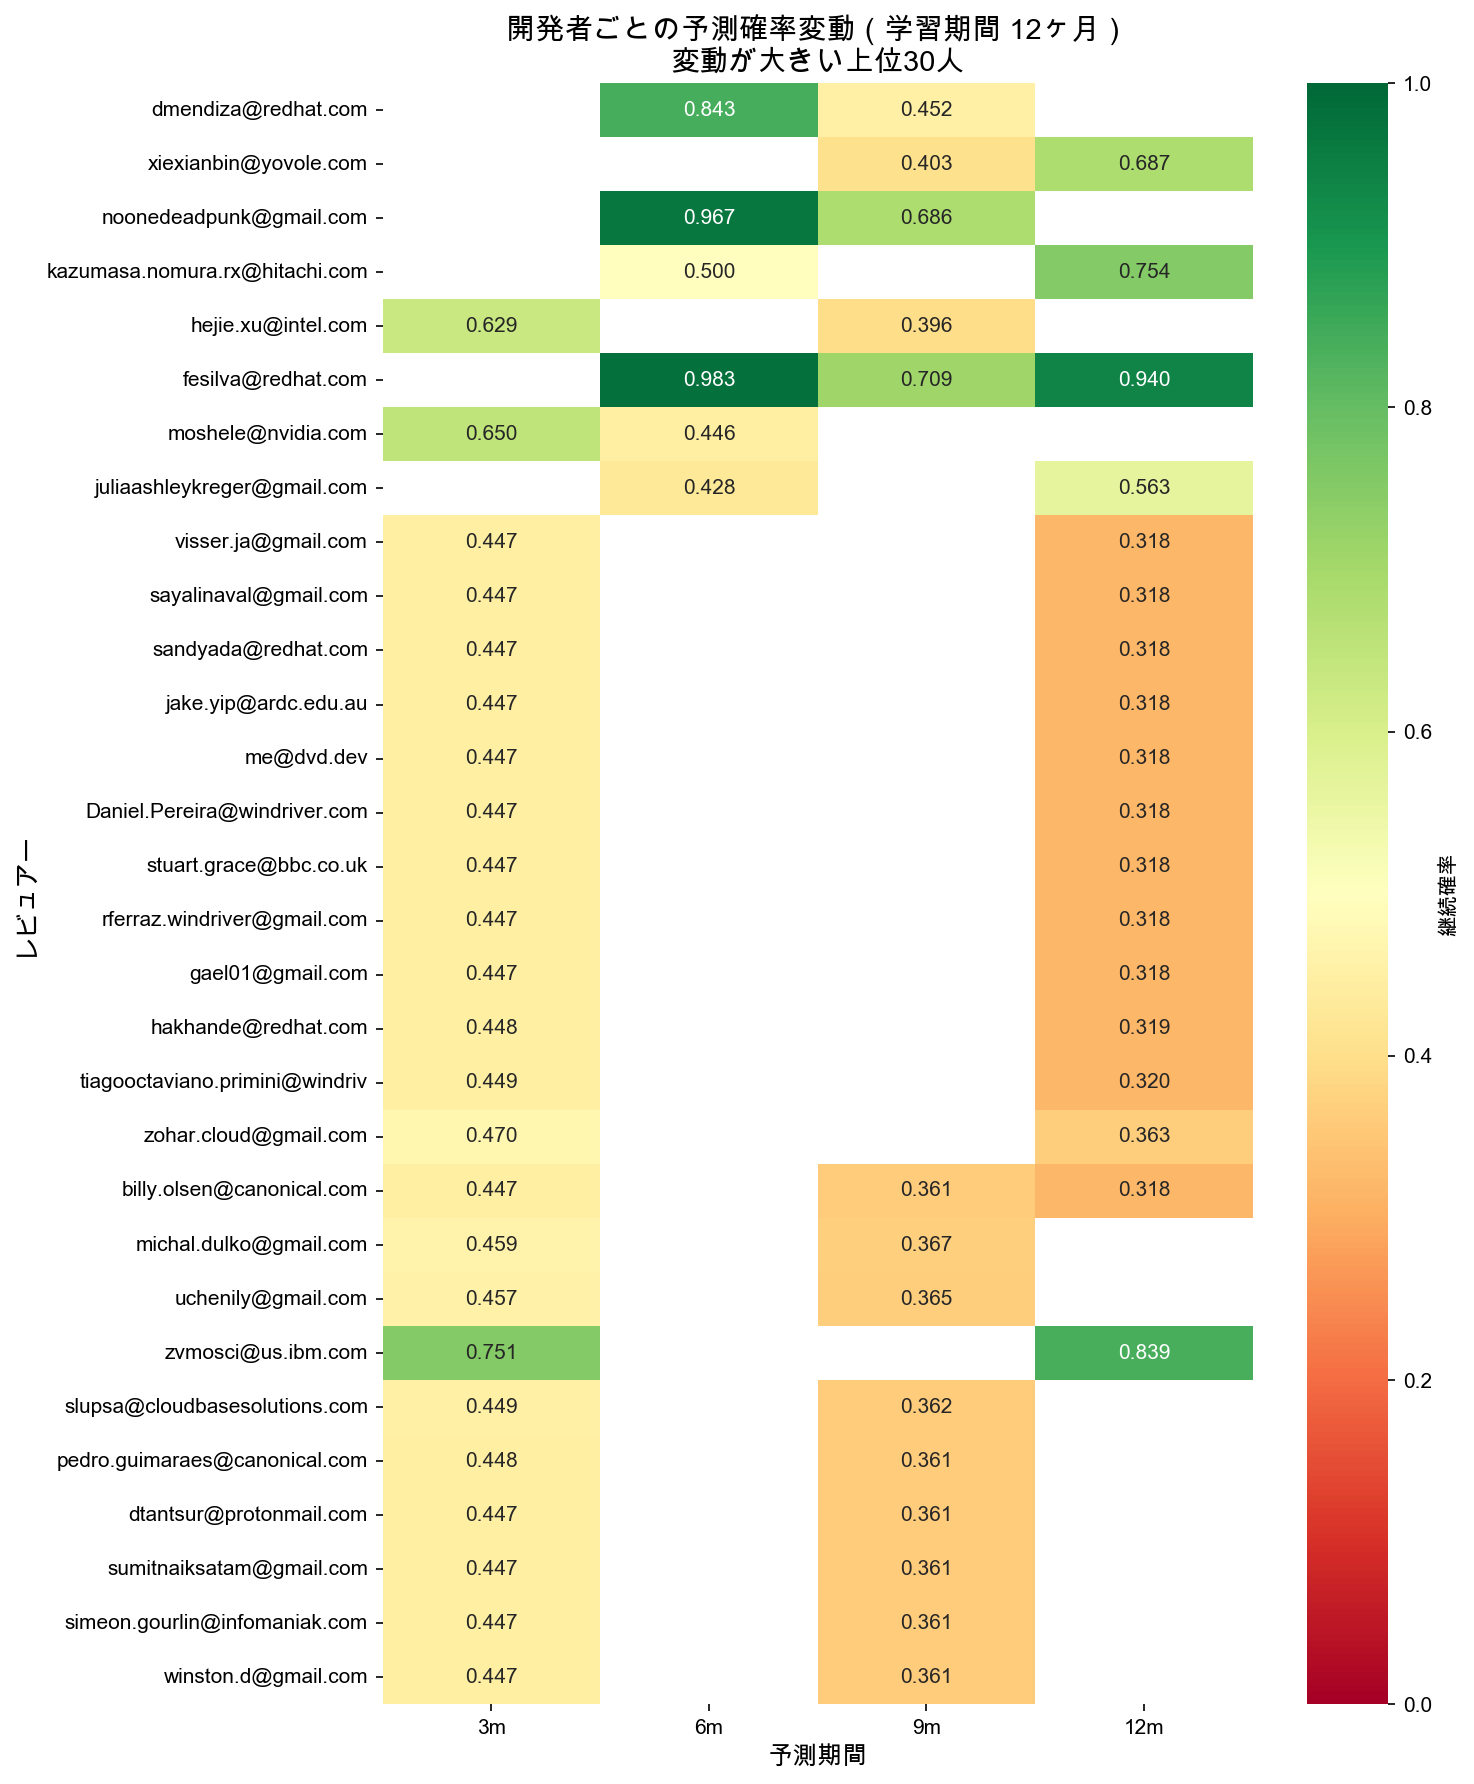 開発者ごとの予測確率変動（学習期間 12ケ月）
変動が大きい上位30人
dmendiza@redhat.com 0.843 0.452
xiexianbin@yovole.com 0.403 0.687
noonedeadpunk@gmail.com 0.967 0.686
kazumasa.nomura.rx@hitachi.com 0.500 0.754
hejie.xu@intel.com 0.629 0.396
fesilva@redhat.com 0.983 0.709 0.940
moshele@nvidia.com 0.650 0.446
juliaashleykreger@gmail.com 0.428 0.563
visser.ja@gmail.com 0.447 0.318
sayalinaval@gmail.com 0.447 0.318
sandyada@redhat.com 0.447 0.318
jake.yip@ardc.edu.au 0.447 0.318
me@dvd.dev 0.447 0.318
Daniel.Pereira@windriver.com 0.447 0.318
stuart.grace@bbc.co.uk 0.447 0.318
rferraz.windriver@gmail.com 0.447 0.318
gael01@gmail.com 0.447 0.318
hakhande@redhat.com 0.448 0.319
tiagooctaviano.primini@windriv 0.449 0.320
zohar.cloud@gmail.com 0.470 0.363
billy.olsen@canonical.com 0.447 0.361 0.318
michal.dulko@gmail.com 0.459 0.367
uchenily@gmail.com 0.457 0.365
zvmosci@us.ibm.com 0.751 0.839
slupsa@cloudbasesolutions.com 0.449 0.362
pedro.guimaraes@canonical.com 0.448 0.361
dtantsur@protonmail.com 0.447 0.361
sumitnaiksatam@gmail.com 0.447 0.361
simeon.gourlin@infomaniak.com 0.447 0.361
winston.d@gmail.com 0.447 0.361
3m 6m 9m 12m
予測期間
レビュアー
1.0
0.8
0.6
0.4
0.2
0.0
継続確率